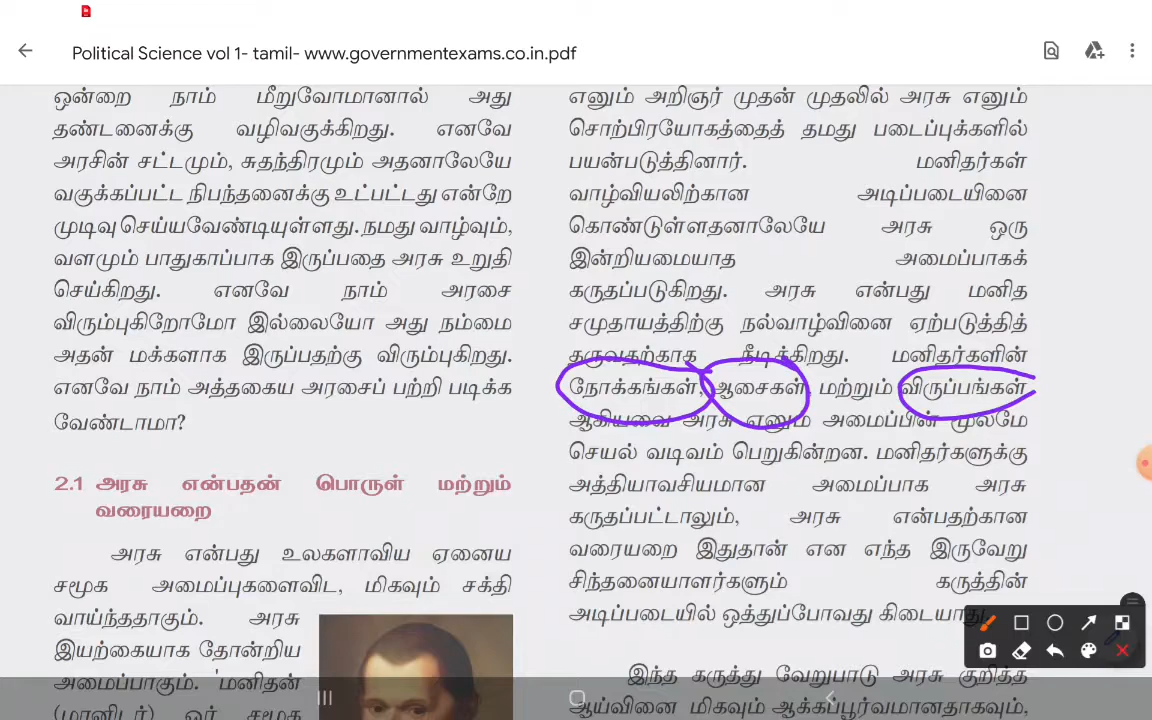 Political Science vol 1- tamil- www.governmentexams.co.in.pdf
ஒன்றை நாம் மீறுவோமானால் அது
தண்டனைக்கு வழிவகுக்கிறது. எனவே
அரசின் சட்டமும், சுதந்திரமும் அதனாலேயே
வகுக்கப்பட்ட நிபந்தனைக்கு உட்பட்டது என்றே
முடிவு செய்யவேண்டியுள்ளது. நமது வாழ்வும்,
வளமும் பாதுகாப்பாக இருப்பதை அரசு உறுதி
செய்கிறது. எனவே நாம் அரசை
விரும்புகிறோமோ இல்லையோ அது நம்மை
அதன் மக்களாக இருப்பதற்கு விரும்புகிறது.
எனவே நாம் அத்தகைய அரசைப் பற்றி படிக்க
வேண்டாமா?
2.1 அரசு என்பதன் பொருள் மற்றும்
வரையறை
அரசு என்பது உலகளாவிய ஏனைய
சமூக அமைப்புகளைவிட, மிகவும் சக்தி
வாய்ந்ததாகும். அரசு
இயற்கையாக தோன்றிய
அமைப்பாகும். 'மனிதன்
(மானிடர்) ஓர் சமூக
எனும் அறிஞர் முதன் முதலில் அரசு எனும்
சொற்பிரயோகத்தைத் தமது படைப்புக்களில்
பயன்படுத்தினார். மனிதர்கள்
வாழ்வியலிற்கான அடிப்படையினை
கொண்டுள்ளதனாலேயே அரசு ஒரு
இன்றியமையாத அமைப்பாகக்
கருதப்படுகிறது. அரசு என்பது மனித
சமுதாயத்திற்கு நல்வாழ்வினை ஏற்படுத்தித்
தருவதற்காக நீடிக்கிறது. மனிதர்களின்
நோக்கங்கள், ஆசைகள், மற்றும் விருப்பங்கள்
ஆகியவை அரசு எனும் அமைப்பின் மூலமே
செயல் வடிவம் பெறுகின்றன. மனிதர்களுக்கு
அத்தியாவசியமான அமைப்பாக அரசு
கருதப்பட்டாலும், அரசு என்பதற்கான
வரையறை இதுதான் என எந்த இருவேறு
சிந்தனையாளர்களும் கருத்தின்
அடிப்படையில் ஒத்துப்போவது கிடையாது.
இந்த கருத்து வேறுபாடு அரசு குறித்த
ஆய்வினை மிகவும் ஆக்கப்பூர்வமானதாகவும்,